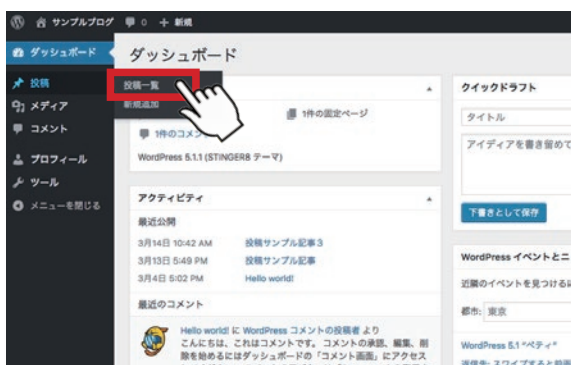 サンプルブログ 0 + 新規
ダッシュボード
投稿
メディア
コメント
プロフィール
ツール
メニューを閉じる
ダッシュボード
投稿一覧
新規追加
1件の固定ページ
1件のコメント
WordPress 5.1.1 (STINGER8 テーマ)
アクティビティ
最近公開
3月14日 10:42 AM 投稿サンプル記事3
3月13日 5:49 PM 投稿サンプル記事
3月4日 5:02 PM Hello world!
最近のコメント
Hello world! に WordPress コメントの投稿者 より
こんにちは、これはコメントです。コメントの承認、編集、削
除を始めるにはダッシュボードの「コメント画面」にアクセス
クイックドラフト
タイトル
アイディアを書き留めて
下書きとして保存
WordPress イベントとニ
近隣のイベントを見つけるに
都市: 東京
WordPress 5.1 “ベティ”